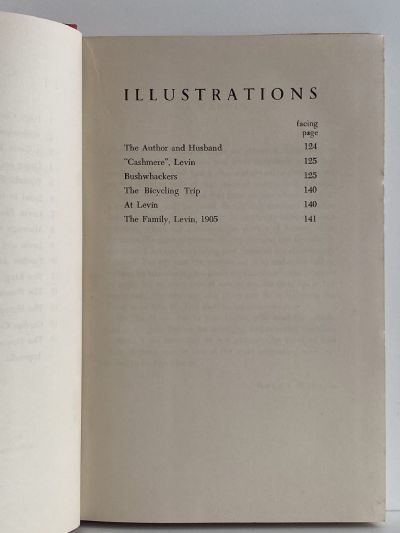 ILLUSTRATIONS
facing
page
The Author and Husband 124
"Cashmere", Levin 125
Bushwhackers 125
The Bicycling Trip 140
At Levin 140
The Family, Levin, 1905 141